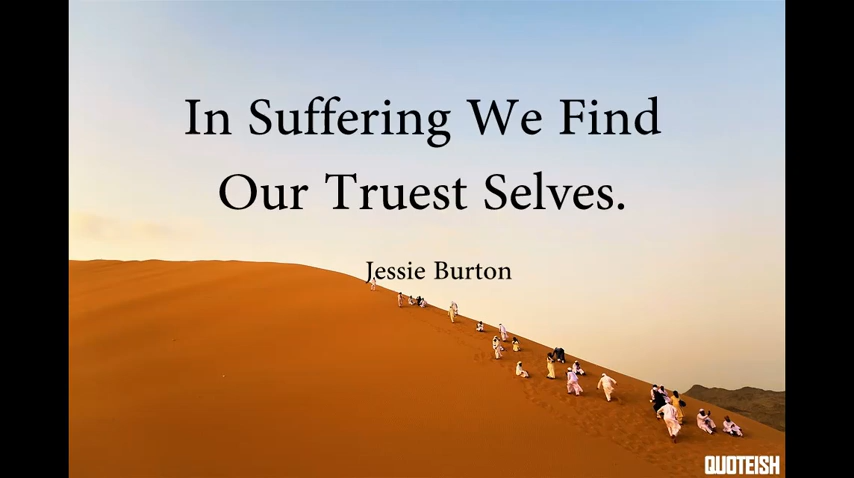 In Suffering We Find
Our Truest Selves.
Jessie Burton
QUOTEISH